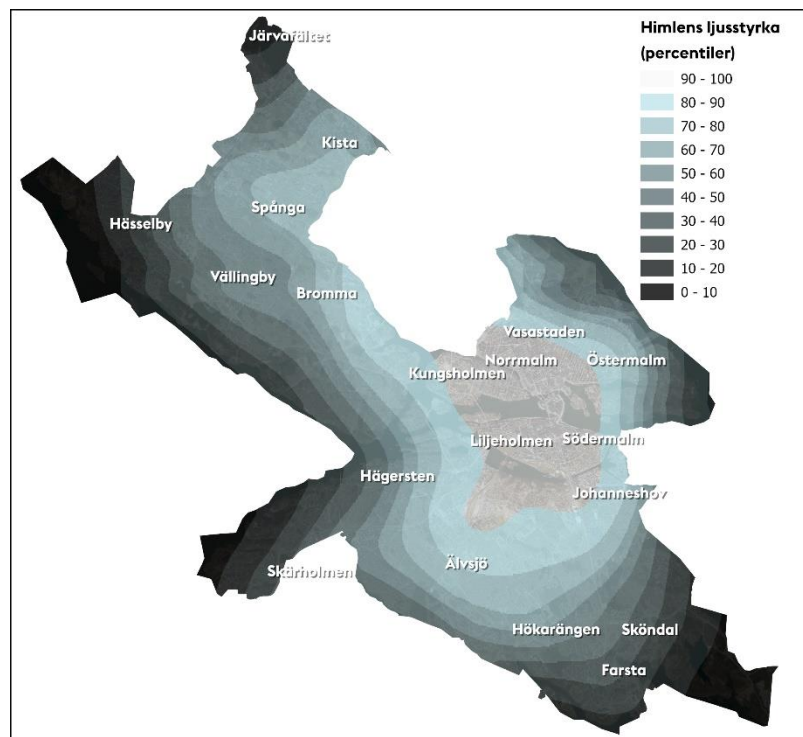 Himlens ljusstyrka
(percentiler)
90 - 100
80 - 90
70 - 80
60 - 70
50 - 60
40 - 50
30 - 40
20 - 30
10 - 20
0 - 10
Järvafältet
Kista
Spånga
Hässelby
Vällingby
Bromma
Vasastaden
Norrmalm
Östermalm
Kungsholmen
Liljeholmen
Södermalm
Hägersten
Johanneshov
Skärholmen
Älvsjö
Hökarängen
Sköndal
Farsta